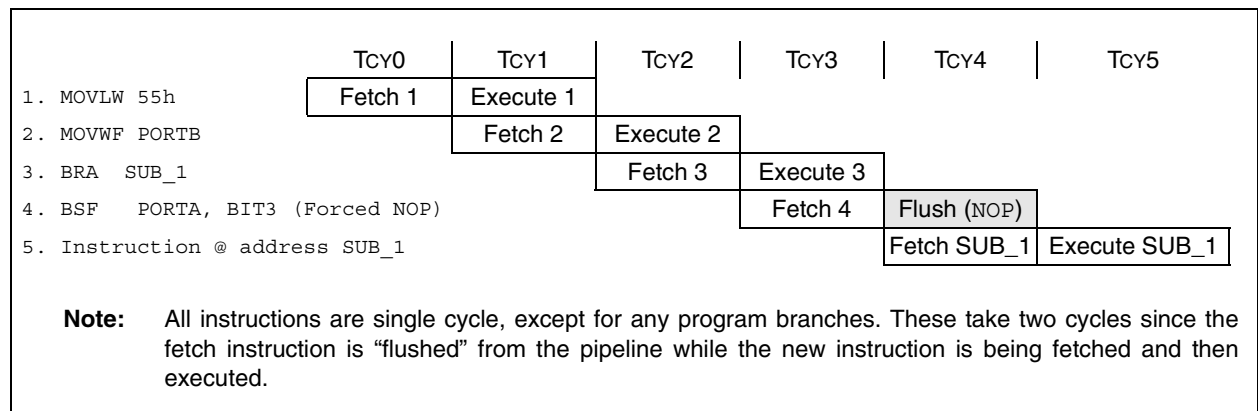 TCY0 TCY1 TCY2 TCY3 TCY4 TCY5
1. MOVLW 55h Fetch 1 Execute 1
2. MOVWF PORTB Fetch 2 Execute 2
3. BRA SUB_1 Fetch 3 Execute 3
4. BSF PORTA, BIT3 (Forced NOP) Fetch 4 Flush (NOP)
5. Instruction @ address SUB_1 Fetch SUB_1 Execute SUB_1
Note: All instructions are single cycle, except for any program branches. These take two cycles since the
fetch instruction is “flushed” from the pipeline while the new instruction is being fetched and then
executed.